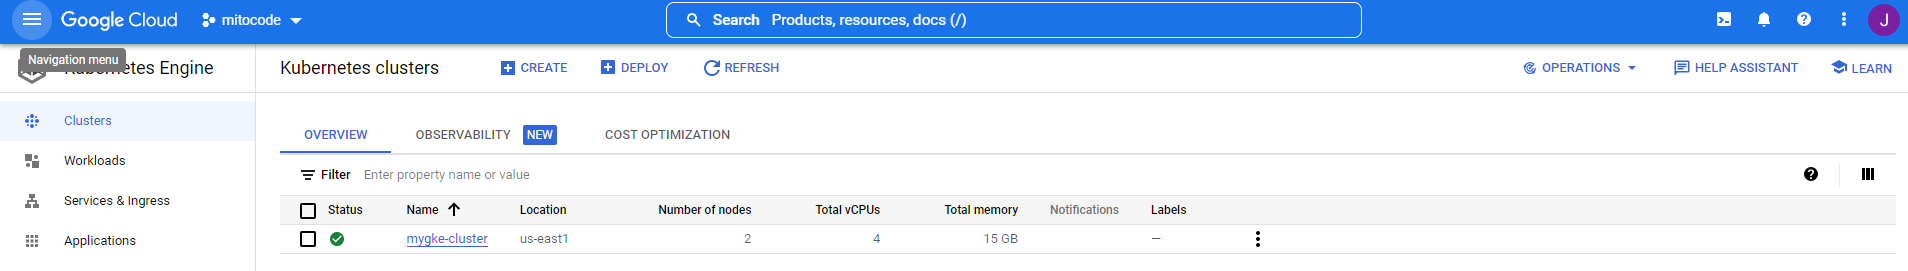 Google Cloud mitocode Search Products, resources, docs (/) J
Navigation menu
Kubernetes Engine
Kubernetes clusters CREATE DEPLOY REFRESH OPERATIONS HELP ASSISTANT LEARN
Clusters
Workloads
Services & Ingress
Applications
OVERVIEW OBSERVABILITY NEW COST OPTIMIZATION
Filter Enter property name or value
Status Name Location Number of nodes Total vCPUs Total memory Notifications Labels
mygke-cluster us-east1 2 4 15 GB —